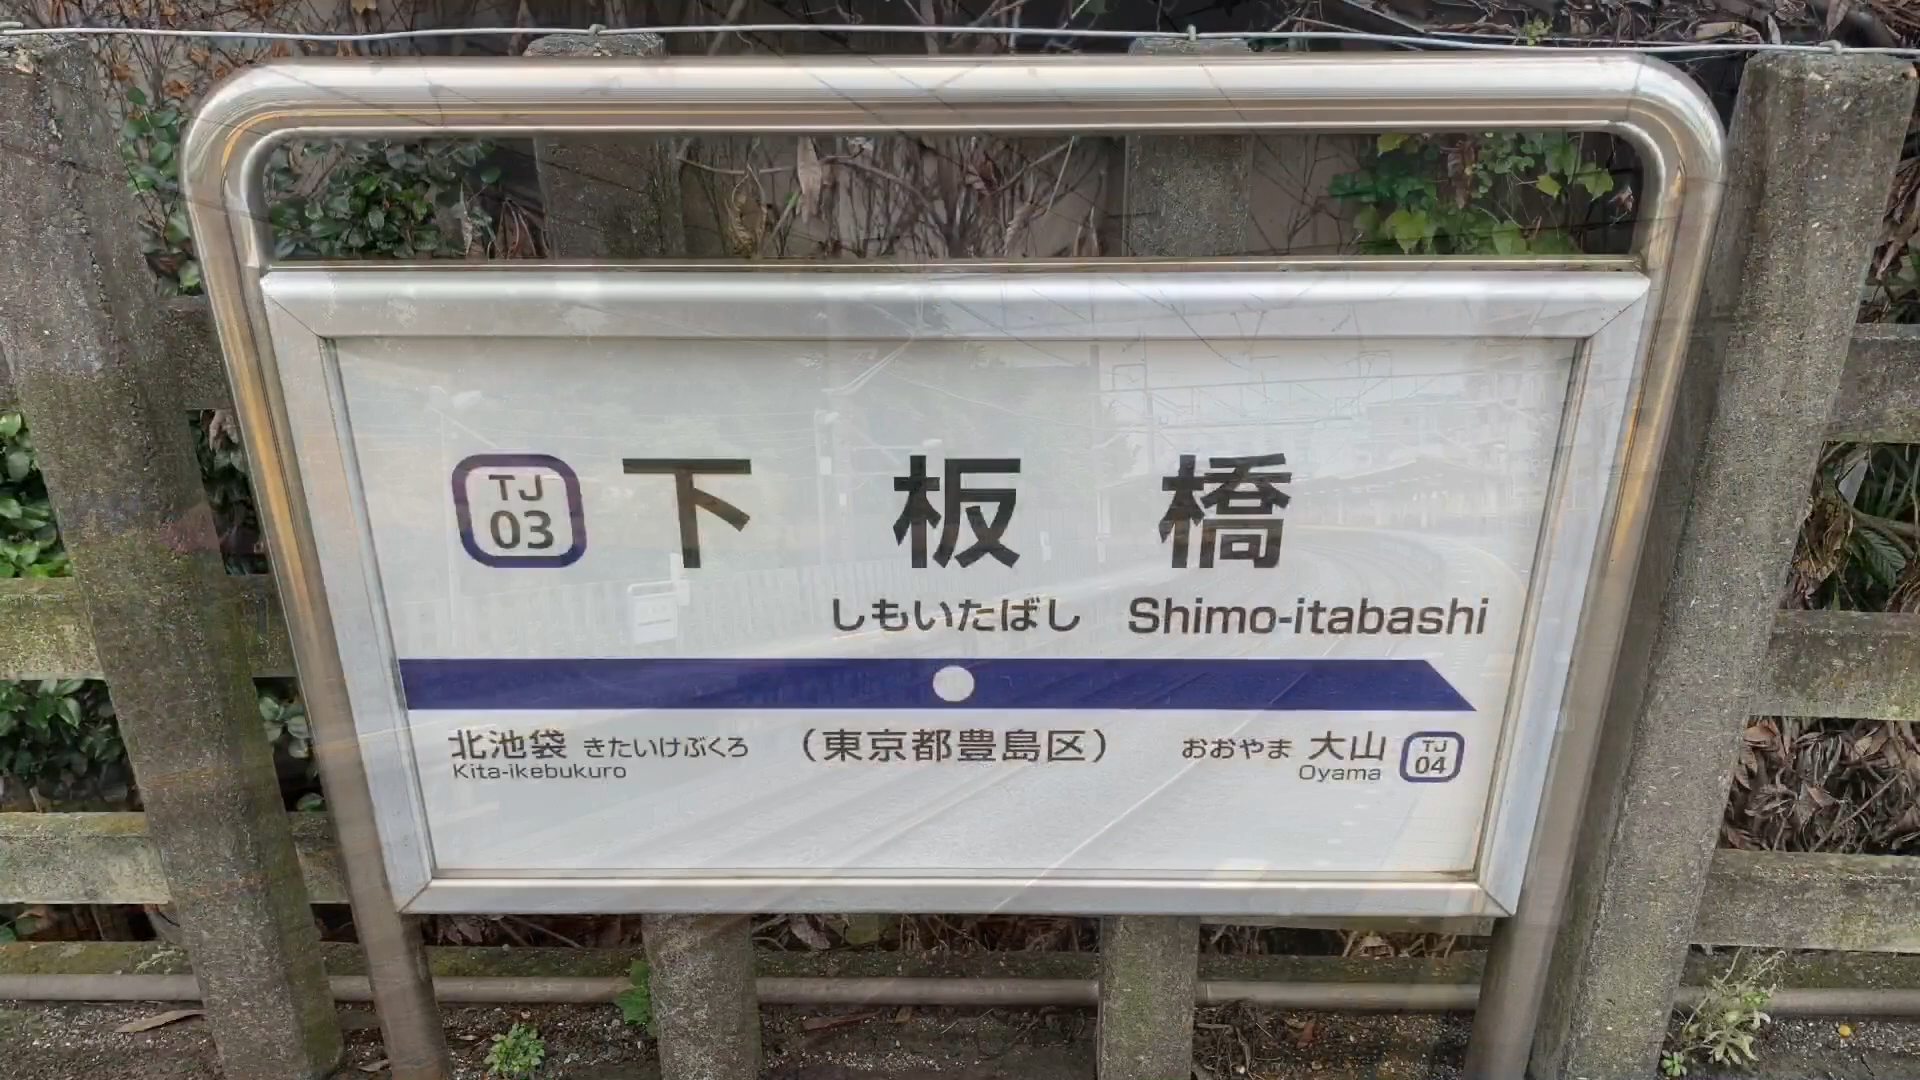 TJ
03
下板橋
しもいたばし Shimo-itabashi
北池袋 きたいけぶくろ
Kita-ikebukuro
（東京都豊島区）
おおやま 大山
Oyama
TJ
04